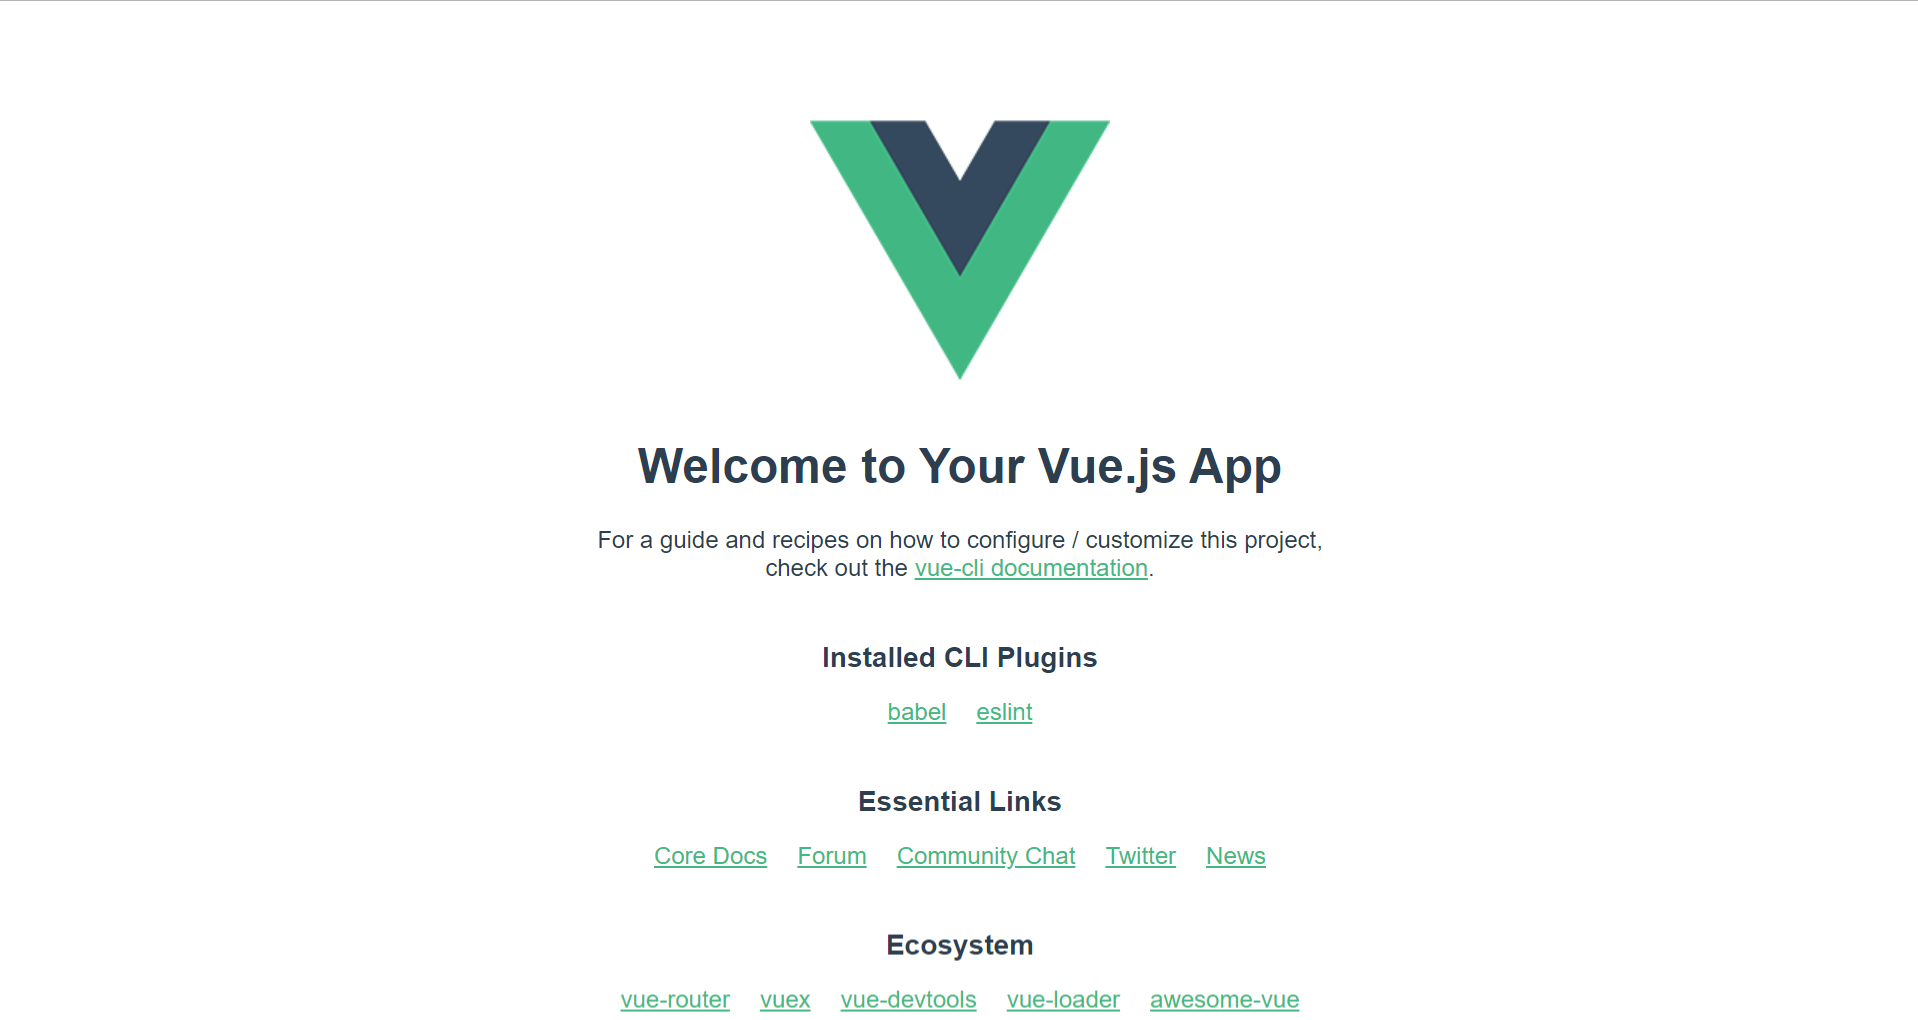 Welcome to Your Vue.js App
For a guide and recipes on how to configure / customize this project,
check out the vue-cli documentation.
Installed CLI Plugins
babel eslint
Essential Links
Core Docs Forum Community Chat Twitter News
Ecosystem
vue-router vuex vue-devtools vue-loader awesome-vue